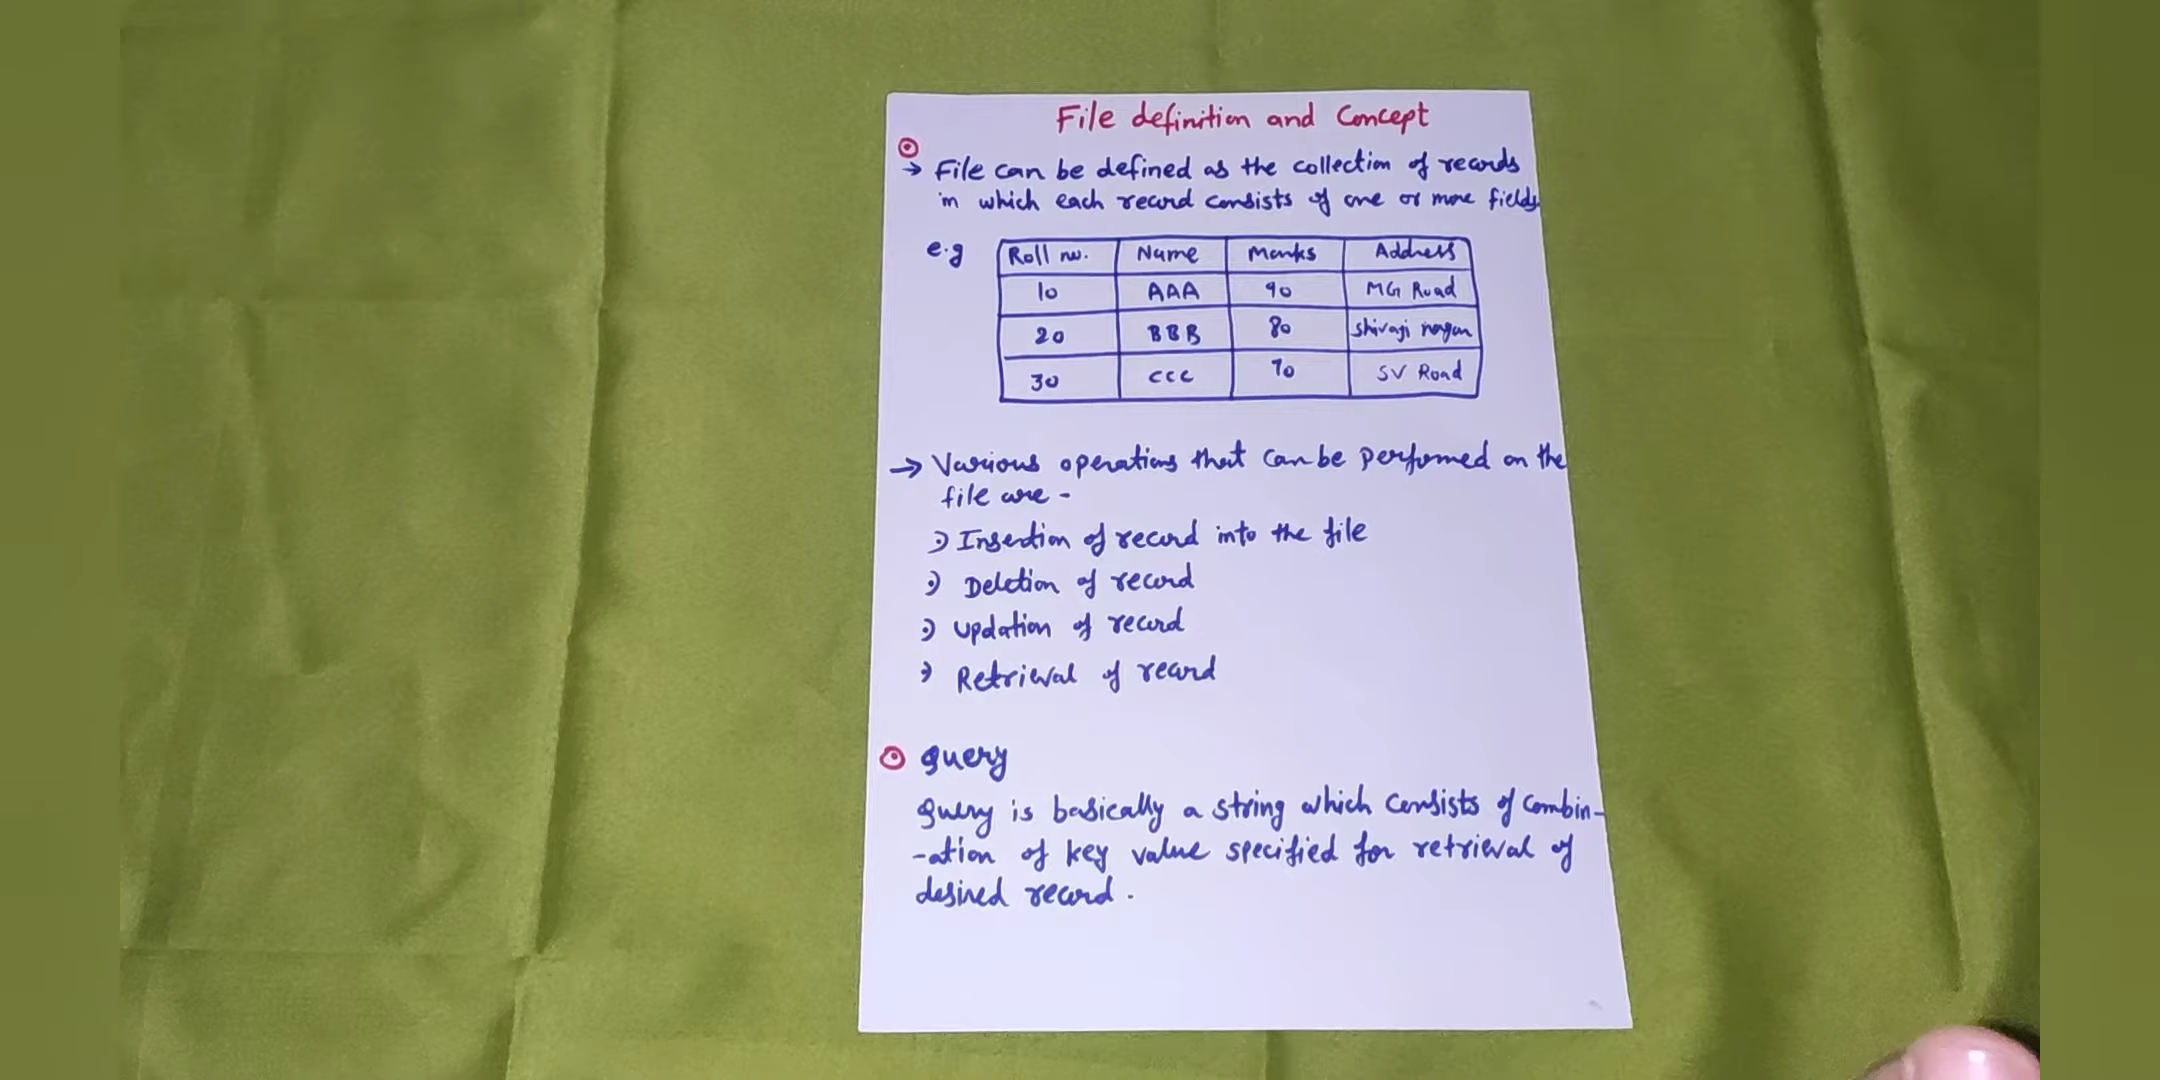 File definition and Concept
→ File can be defined as the collection of records
in which each record consists of one or more fields
e.g
Roll no. Name Marks Address
10 AAA 90 MG Road
20 BBB 80 Shivaji nagar
30 CCC 70 SV Road
→ Various operations that can be performed on the
file are -
Insertion of record into the file
Deletion of record
Updation of record
Retrieval of record
Query
Query is basically a string which consists of combin-
-ation of key value specified for retrieval of
desired record.